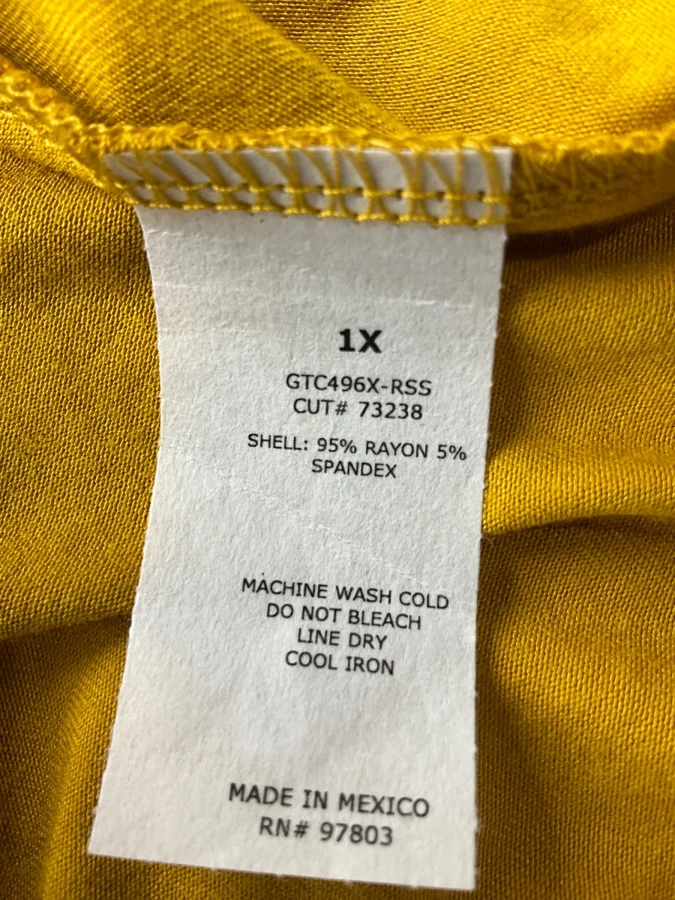 1X
GTC496X-RSS
CUT# 73238
SHELL: 95% RAYON 5%
SPANDEX
MACHINE WASH COLD
DO NOT BLEACH
LINE DRY
COOL IRON
MADE IN MEXICO
RN# 97803